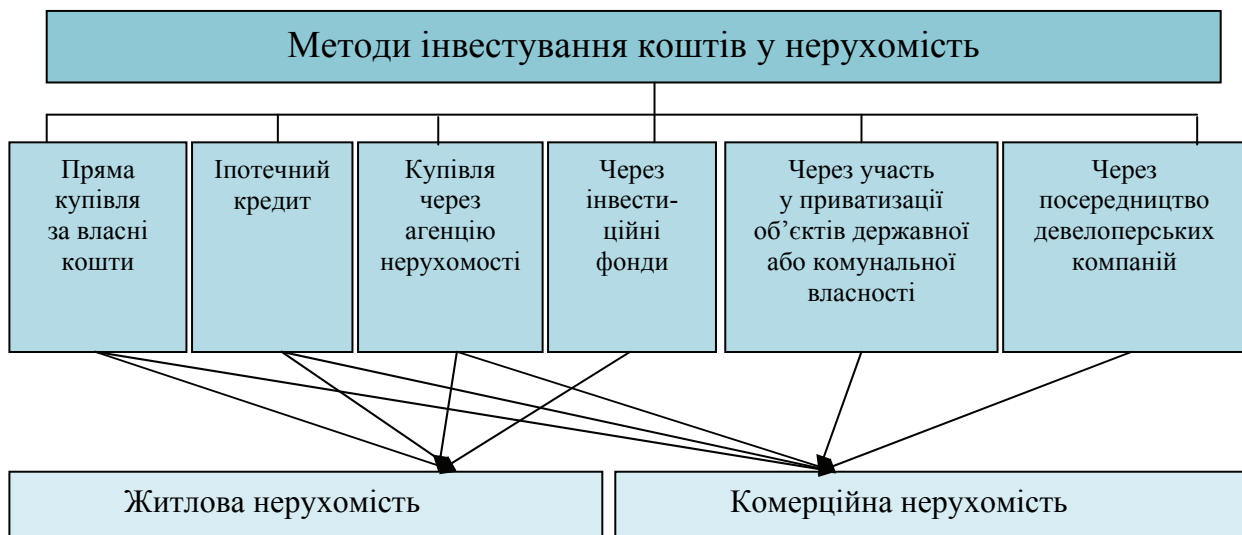 Методи інвестування коштів у нерухомість
Пряма
купівля
за власні
кошти
Іпотечний
кредит
Купівля
через
агенцію
нерухомості
Через
інвести-
ційні
фонди
Через участь
у приватизації
об’єктів державної
або комунальної
власності
Через
посередництво
девелоперських
компаній
Житлова нерухомість
Комерційна нерухомість